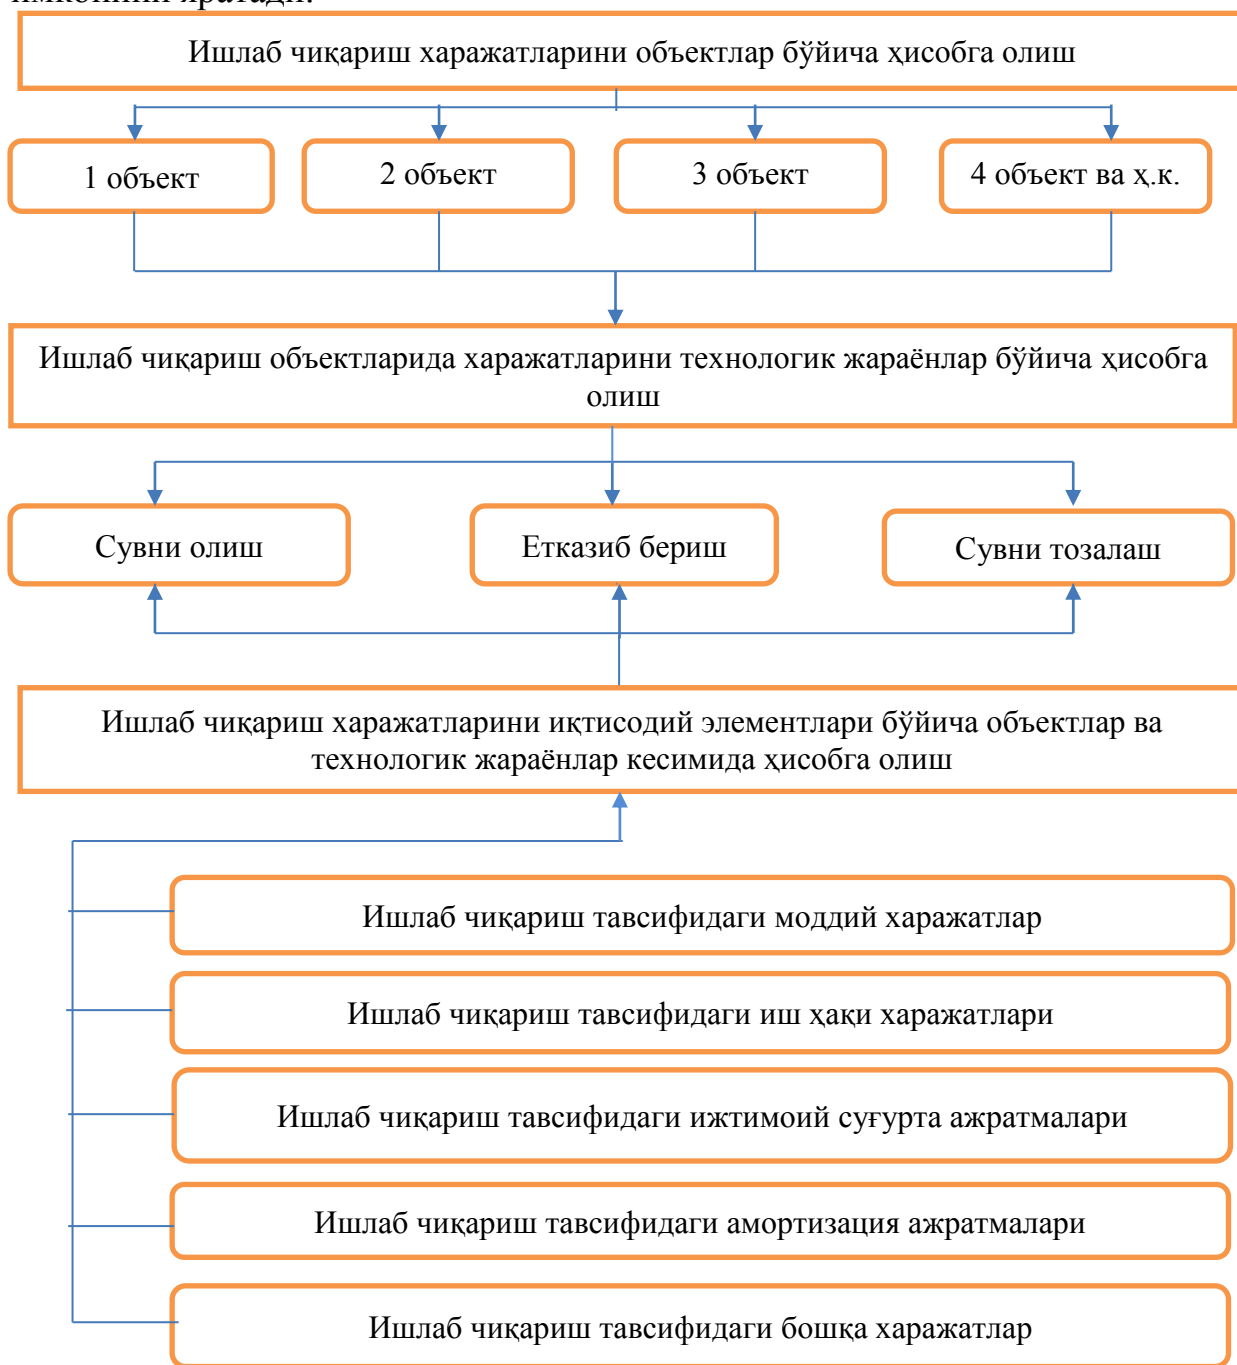 имконини яратади.
Ишлаб чиқариш харажатларини объектлар бўйича ҳисобга олиш
1 объект
2 объект
3 объект
4 объект ва ҳ.к.
Ишлаб чиқариш объектларида харажатларини технологик жараёнлар бўйича ҳисобга
олиш
Сувни олиш
Етказиб бериш
Сувни тозалаш
Ишлаб чиқариш харажатларини иқтисодий элементлари бўйича объектлар ва
технологик жараёнлар кесимида ҳисобга олиш
Ишлаб чиқариш тавсифидаги моддий харажатлар
Ишлаб чиқариш тавсифидаги иш ҳақи харажатлари
Ишлаб чиқариш тавсифидаги ижтимоий суғурта ажратмалари
Ишлаб чиқариш тавсифидаги амортизация ажратмалари
Ишлаб чиқариш тавсифидаги бошқа харажатлар